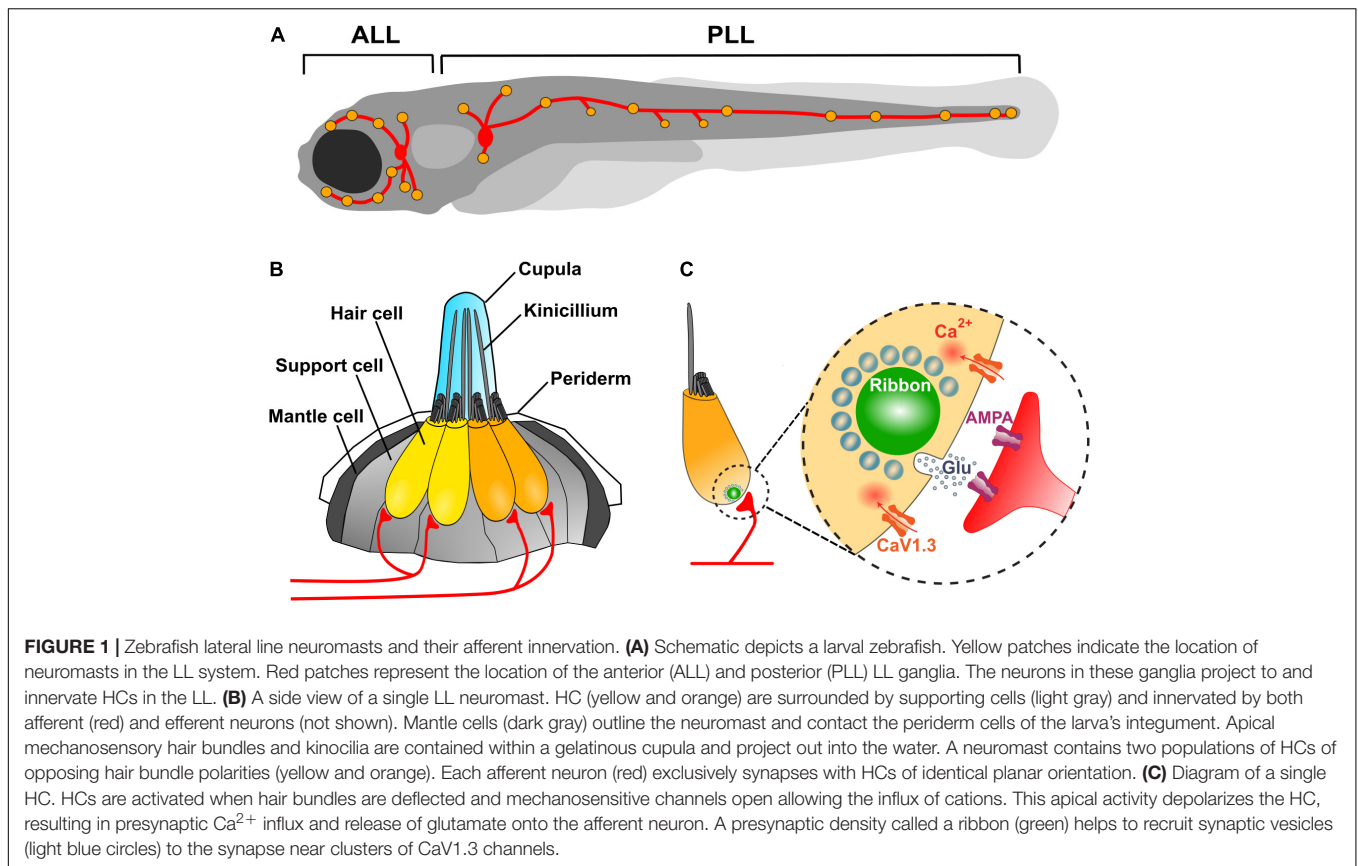 A
ALL
PLL
B
Cupula
Hair cell
Kinicillium
Support cell
Periderm
Mantle cell
C
Ca2+
Ribbon
AMPA
Glu
CaV1.3
FIGURE 1 | Zebrafish lateral line neuromasts and their afferent innervation. (A) Schematic depicts a larval zebrafish. Yellow patches indicate the location of
neuromasts in the LL system. Red patches represent the location of the anterior (ALL) and posterior (PLL) LL ganglia. The neurons in these ganglia project to and
innervate HCs in the LL. (B) A side view of a single LL neuromast. HC (yellow and orange) are surrounded by supporting cells (light gray) and innervated by both
afferent (red) and efferent neurons (not shown). Mantle cells (dark gray) outline the neuromast and contact the periderm cells of the larva's integument. Apical
mechanosensory hair bundles and kinocilia are contained within a gelatinous cupula and project out into the water. A neuromast contains two populations of HCs of
opposing hair bundle polarities (yellow and orange). Each afferent neuron (red) exclusively synapses with HCs of identical planar orientation. (C) Diagram of a single
HC. HCs are activated when hair bundles are deflected and mechanosensitive channels open allowing the influx of cations. This apical activity depolarizes the HC,
resulting in presynaptic Ca2+ influx and release of glutamate onto the afferent neuron. A presynaptic density called a ribbon (green) helps to recruit synaptic vesicles
(light blue circles) to the synapse near clusters of CaV1.3 channels.